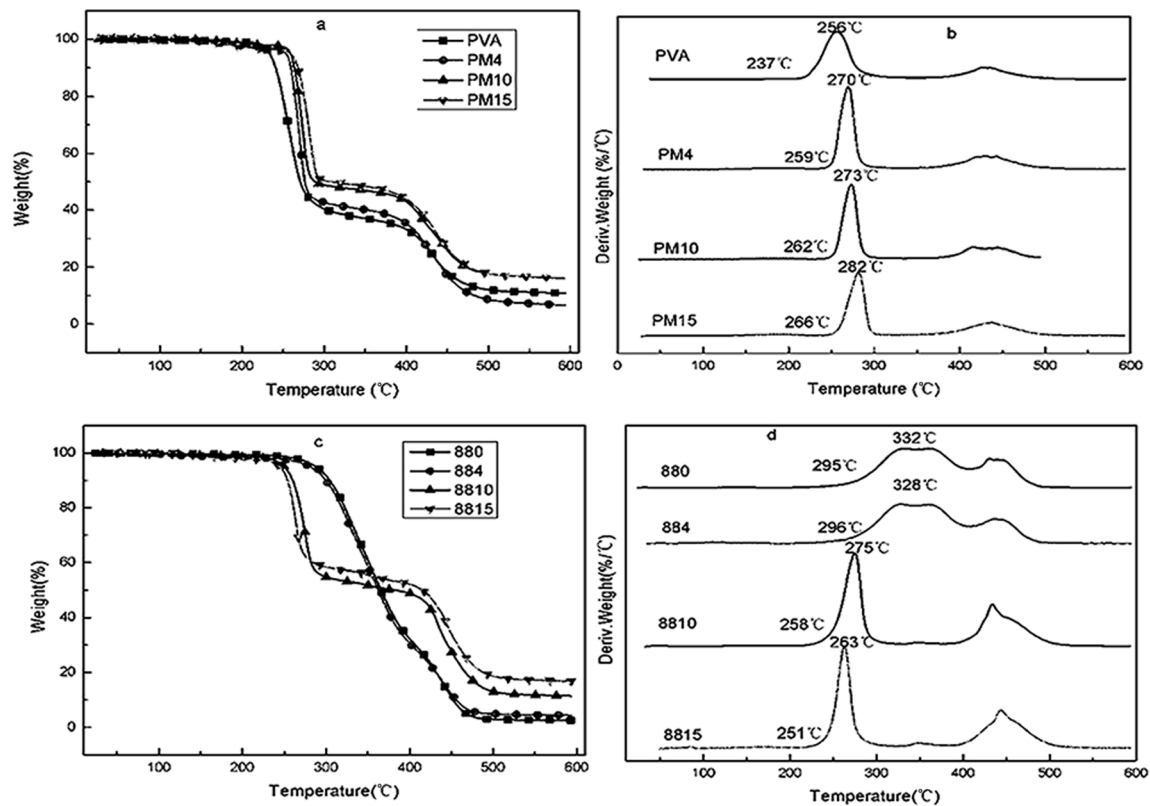 a
PVA
PM4
PM10
PM15
100
80
60
40
20
0
Weight(%)
100 200 300 400 500 600
Temperature (℃)
b
PVA
237℃
256℃
PM4
259℃
270℃
PM10
262℃
273℃
PM15
266℃
282℃
Deriv.Weight (%/℃)
0 100 200 300 400 500 600
Temperature (℃)
c
880
884
8810
8815
100
80
60
40
20
0
Weight(%)
100 200 300 400 500 600
Temperature(℃)
d
880
295℃
332℃
884
296℃
328℃
8810
258℃
275℃
8815
251℃
263℃
Deriv.Weight(%/℃)
100 200 300 400 500 600
Temperature(℃)